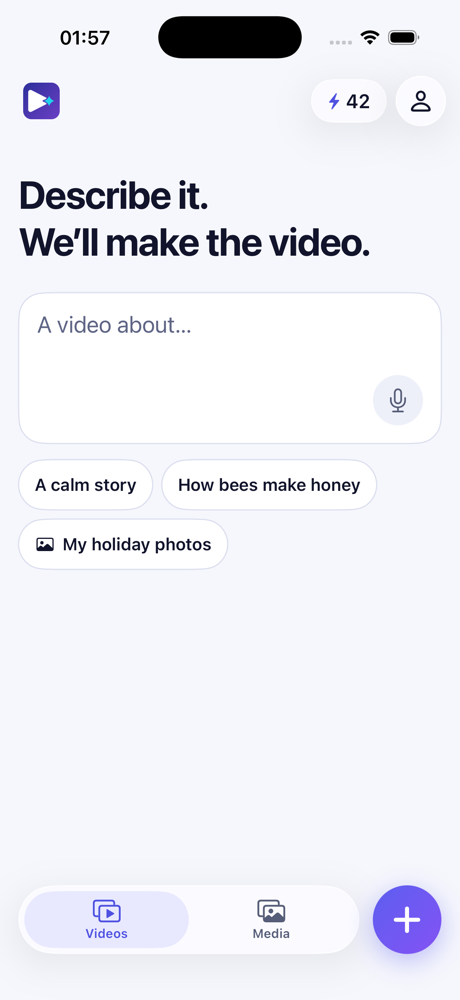 01:57
42
Describe it.
We’ll make the video.
A video about...
A calm story
How bees make honey
My holiday photos
Videos
Media